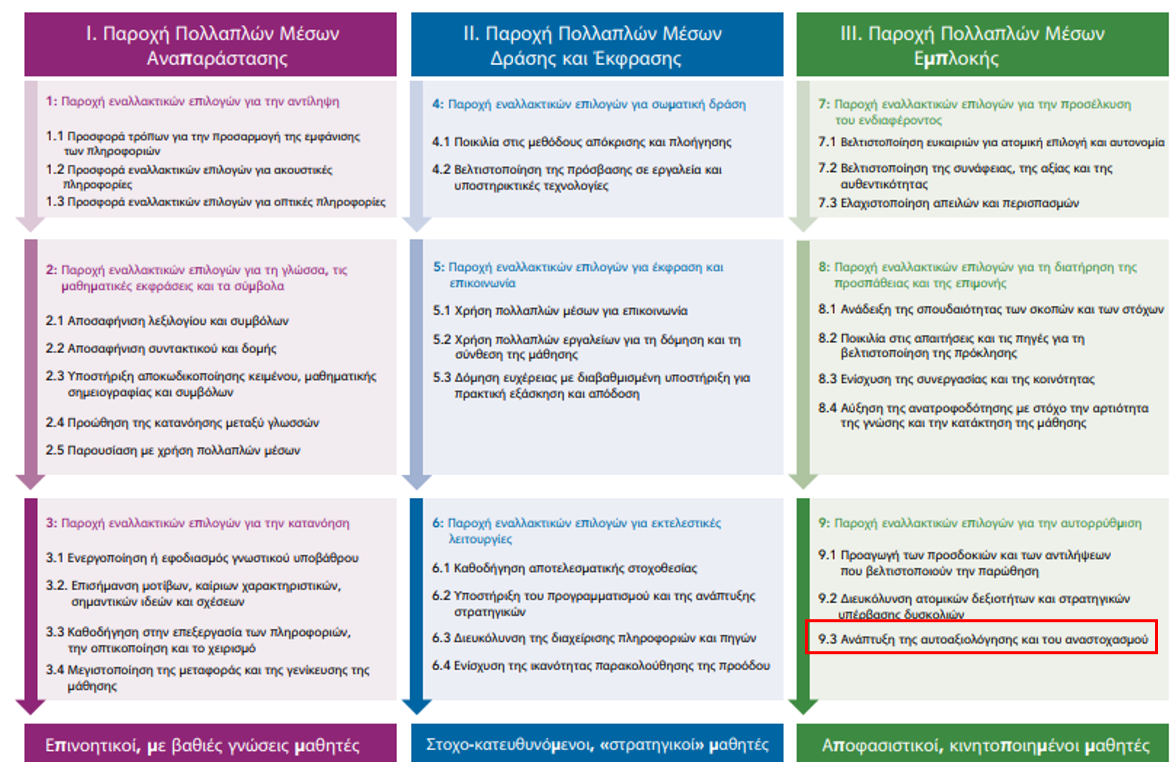 I. Παροχή Πολλαπλών Μέσων
Αναπαράστασης
1: Παροχή εναλλακτικών επιλογών για την αντίληψη
1.1 Προσφορά τρόπων για την προσαρμογή της εμφάνισης
των πληροφοριών
1.2 Προσφορά εναλλακτικών επιλογών για ακουστικές
πληροφορίες
1.3 Προσφορά εναλλακτικών επιλογών για οπτικές πληροφορίες
2: Παροχή εναλλακτικών επιλογών για τη γλώσσα, τις
μαθηματικές εκφράσεις και τα σύμβολα
2.1 Αποσαφήνιση λεξιλογίου και συμβόλων
2.2 Αποσαφήνιση συντακτικού και δομής
2.3 Υποστήριξη αποκωδικοποίησης κειμένου, μαθηματικής
σημειογραφίας και συμβόλων
2.4 Προώθηση της κατανόησης μεταξύ γλωσσών
2.5 Παρουσίαση με χρήση πολλαπλών μέσων
3: Παροχή εναλλακτικών επιλογών για την κατανόηση
3.1 Ενεργοποίηση ή εφοδιασμός γνωστικού υποβάθρου
3.2. Επισήμανση μοτίβων, καίριων χαρακτηριστικών,
σημαντικών ιδεών και σχέσεων
3.3 Καθοδήγηση στην επεξεργασία των πληροφοριών,
την οπτικοποίηση και το χειρισμό
3.4 Μεγιστοποίηση της μεταφοράς και της γενίκευσης της
μάθησης
Επινοητικοί, με βαθιές γνώσεις μαθητές
II. Παροχή Πολλαπλών Μέσων
Δράσης και Έκφρασης
4: Παροχή εναλλακτικών επιλογών για σωματική δράση
4.1 Ποικιλία στις μεθόδους απόκρισης και πλοήγησης
4.2 Βελτιστοποίηση της πρόσβασης σε εργαλεία και
υποστηρικτικές τεχνολογίες
5: Παροχή εναλλακτικών επιλογών για έκφραση και
επικοινωνία
5.1 Χρήση πολλαπλών μέσων για επικοινωνία
5.2 Χρήση πολλαπλών εργαλείων για τη δόμηση και τη
σύνθεση της μάθησης
5.3 Δόμηση ευχέρειας με διαβαθμισμένη υποστήριξη για
πρακτική εξάσκηση και απόδοση
6: Παροχή εναλλακτικών επιλογών για εκτελεστικές
λειτουργίες
6.1 Καθοδήγηση αποτελεσματικής στοχοθεσίας
6.2 Υποστήριξη του προγραμματισμού και της ανάπτυξης
στρατηγικών
6.3 Διευκόλυνση της διαχείρισης πληροφοριών και πηγών
6.4 Ενίσχυση της ικανότητας παρακολούθησης της προόδου
Στοχο-κατευθυνόμενοι, «στρατηγικοί» μαθητές
III. Παροχή Πολλαπλών Μέσων
Εμπλοκής
7: Παροχή εναλλακτικών επιλογών για την προσέλκυση
του ενδιαφέροντος
7.1 Βελτιστοποίηση ευκαιριών για ατομική επιλογή και αυτονομία
7.2 Βελτιστοποίηση της συνάφειας, της αξίας και της
αυθεντικότητας
7.3 Ελαχιστοποίηση απειλών και περισπασμών
8: Παροχή εναλλακτικών επιλογών για τη διατήρηση της
προσπάθειας και της επιμονής
8.1 Ανάδειξη της σπουδαιότητας των σκοπών και των στόχων
8.2 Ποικιλία στις απαιτήσεις και τις πηγές για τη
βελτιστοποίηση της πρόκλησης
8.3 Ενίσχυση της συνεργασίας και της κοινότητας
8.4 Αύξηση της ανατροφοδότησης με στόχο την αρτιότητα
της γνώσης και την κατάκτηση της μάθησης
9: Παροχή εναλλακτικών επιλογών για την αυτορρύθμιση
9.1 Προαγωγή των προσδοκιών και των αντιλήψεων
που βελτιστοποιούν την παρώθηση
9.2 Διευκόλυνση ατομικών δεξιοτήτων και στρατηγικών
υπέρβασης δυσκολιών
9.3 Ανάπτυξη της αυτοαξιολόγησης και του αναστοχασμού
Αποφασιστικοί, κινητοποιημένοι μαθητές